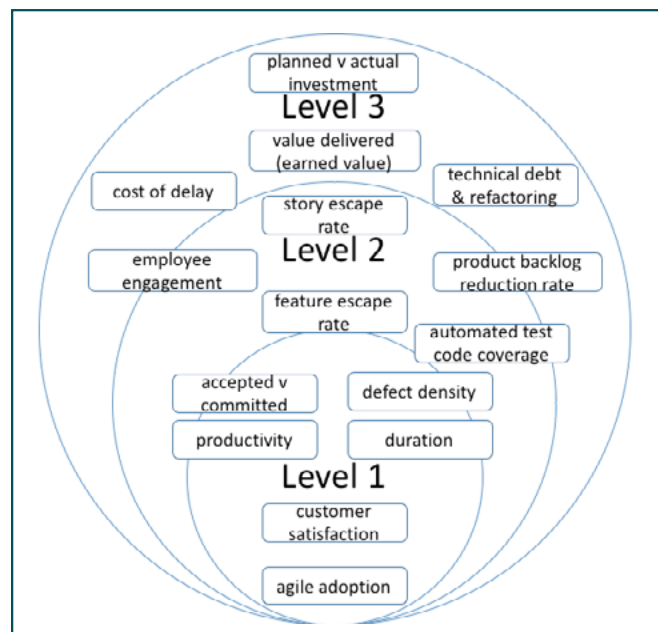 planned v actual
investment
Level 3
value delivered
(earned value)
cost of delay
technical debt
& refactoring
story escape
rate
Level 2
employee
engagement
product backlog
reduction rate
feature escape
rate
automated test
code coverage
accepted v
committed
defect density
productivity
duration
Level 1
customer
satisfaction
agile adoption